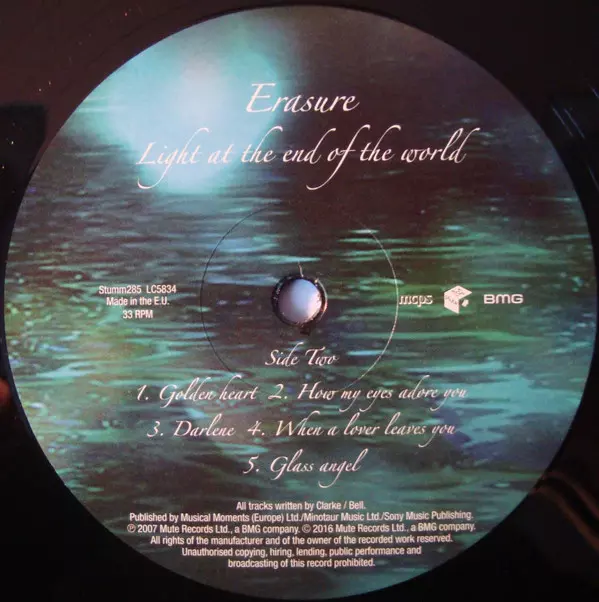 Erasure
Light at the end of the world
Stumm285 LC5834
Made in the E.U.
33 RPM
mcps
BMG
Side Two
1. Golden heart 2. How my eyes adore you
3. Darlene 4. When a lover leaves you
5. Glass angel
All tracks written by Clarke / Bell.
Published by Musical Moments (Europe) Ltd./Minotaur Music Ltd./Sony Music Publishing.
℗ 2007 Mute Records Ltd., a BMG company. © 2016 Mute Records Ltd., a BMG company.
All rights of the manufacturer and of the owner of the recorded work reserved.
Unauthorised copying, hiring, lending, public performance and
broadcasting of this record prohibited.